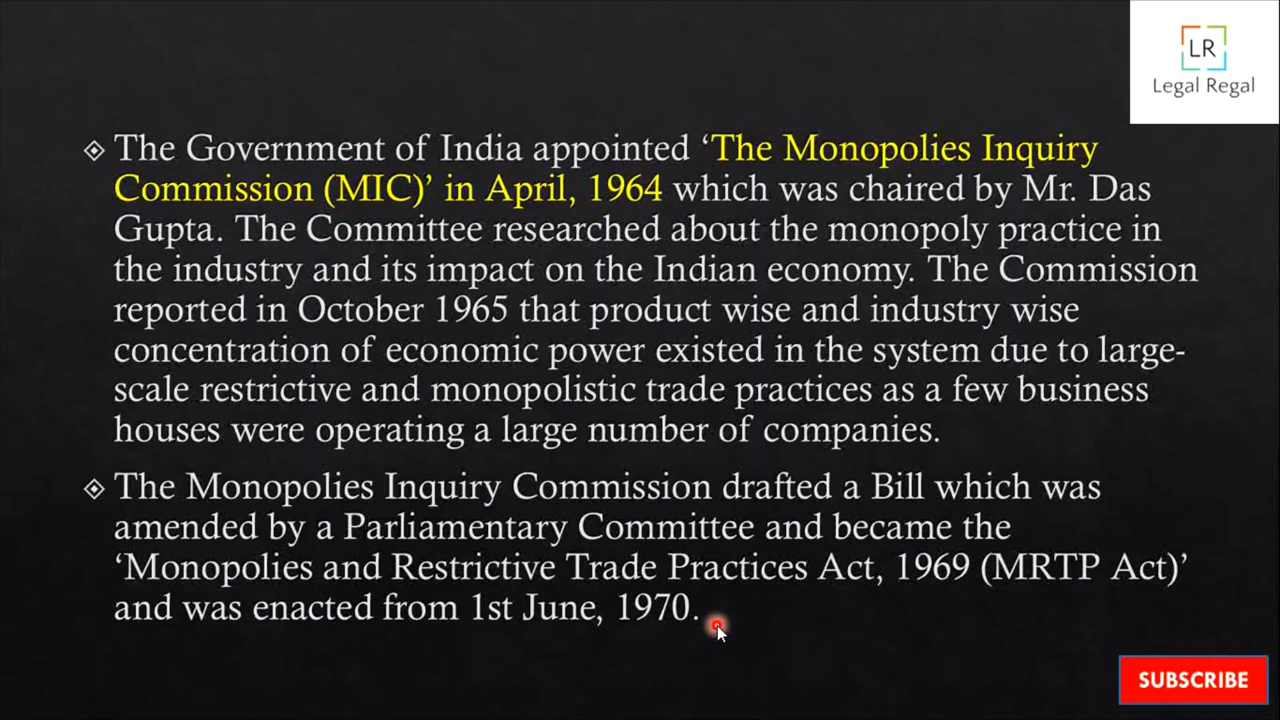 LR
Legal Regal
The Government of India appointed ‘The Monopolies Inquiry
Commission (MIC)’ in April, 1964 which was chaired by Mr. Das
Gupta. The Committee researched about the monopoly practice in
the industry and its impact on the Indian economy. The Commission
reported in October 1965 that product wise and industry wise
concentration of economic power existed in the system due to large-
scale restrictive and monopolistic trade practices as a few business
houses were operating a large number of companies.
The Monopolies Inquiry Commission drafted a Bill which was
amended by a Parliamentary Committee and became the
‘Monopolies and Restrictive Trade Practices Act, 1969 (MRTP Act)’
and was enacted from 1st June, 1970.
SUBSCRIBE